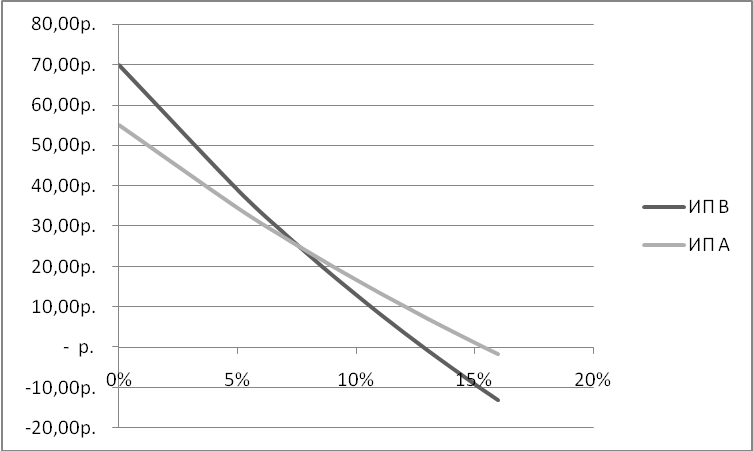 80,00р.
70,00р.
60,00р.
50,00р.
40,00р.
30,00р.
20,00р.
10,00р.
- р.
-10,00р.
-20,00р.
0% 5% 10% 15% 20%
ИП В
ИП А